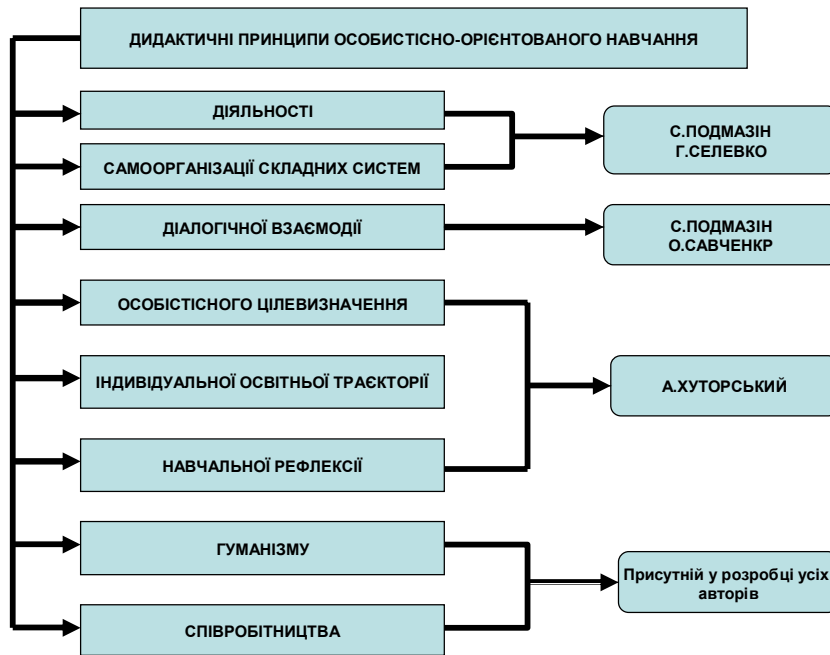 ДИДАКТИЧНІ ПРИНЦИПИ ОСОБИСТІСНО-ОРІЄНТОВАНОГО НАВЧАННЯ
ДІЯЛЬНОСТІ
САМООРГАНІЗАЦІЇ СКЛАДНИХ СИСТЕМ
С.ПОДМАЗІН
Г.СЕЛЕВКО
ДІАЛОГІЧНОЇ ВЗАЄМОДІЇ
С.ПОДМАЗІН
О.САВЧЕНКР
ОСОБІСТІСНОГО ЦІЛЕВИЗНАЧЕННЯ
ІНДИВІДУАЛЬНОЇ ОСВІТНЬОЇ ТРАЄКТОРІЇ
НАВЧАЛЬНОЇ РЕФЛЕКСІЇ
А.ХУТОРСЬКИЙ
ГУМАНІЗМУ
СПІВРОБІТНИЦТВА
Присутній у розробці усіх
авторів